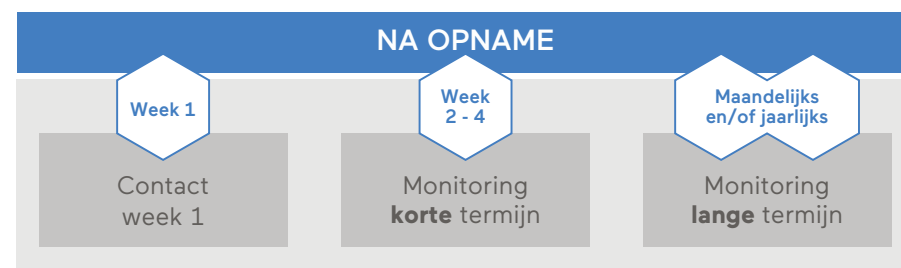 NA OPNAME
Week 1
Contact
week 1
Week
2 - 4
Monitoring
korte termijn
Maandelijks
en/of jaarlijks
Monitoring
lange termijn